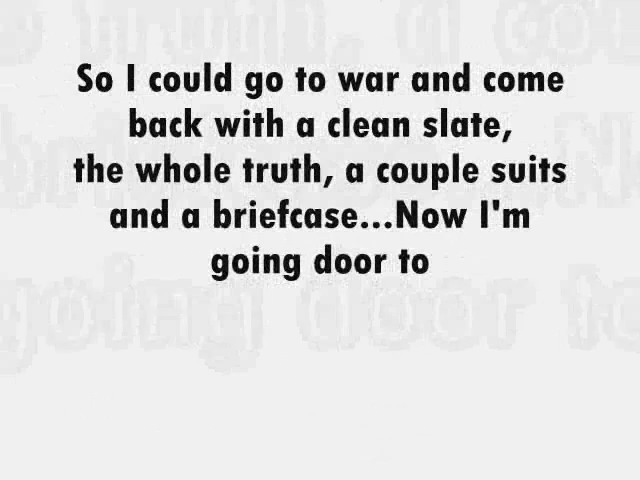 So I could go to war and come
back with a clean slate,
the whole truth, a couple suits
and a briefcase...Now I'm
going door to